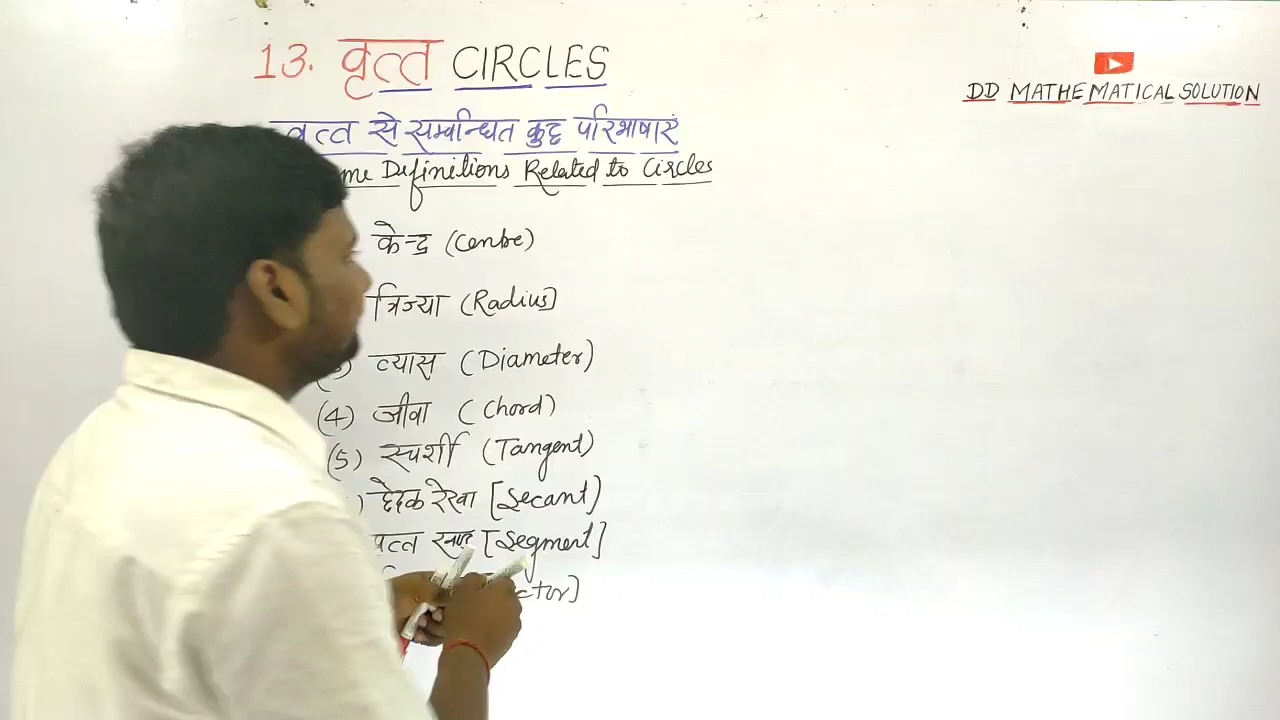 13. वृत्त CIRCLES
DD MATHEMATICAL SOLUTION
वृत्त से सम्बन्धित कुछ परिभाषाएं
Definitions Related to Circles
केन्द्र (Centre)
त्रिज्या (Radius]
व्यास (Diameter)
(4) जीवा (Chord)
(5) स्पर्शी (Tangent)
) छेदक रेखा [Secant]
वृत्त खण्ड [Segment]